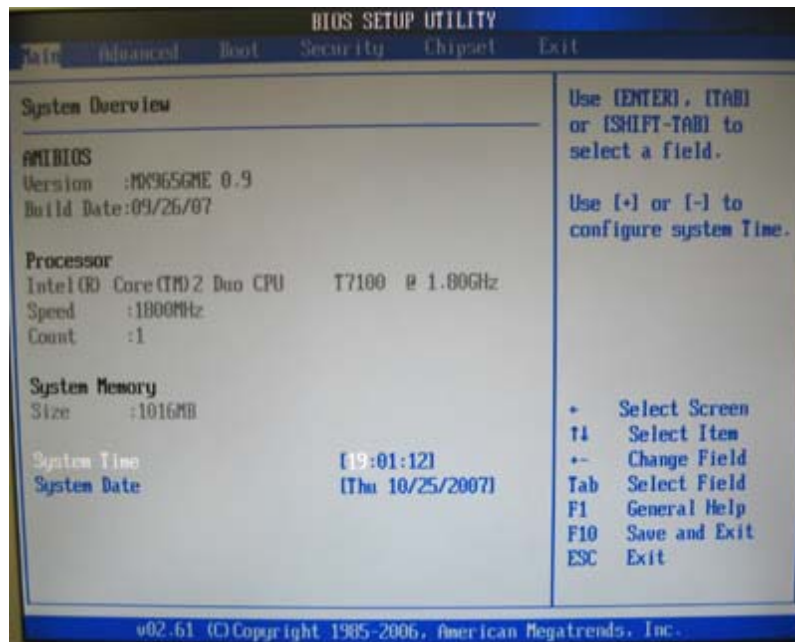 BIOS SETUP UTILITY
Main Advanced Boot Security Chipset Exit
System Overview
AMIBIOS
Version :MX965GME 0.9
Build Date:09/26/07
Processor
Intel(R) Core(TM)2 Duo CPU T7100 @ 1.80GHz
Speed :1800MHz
Count :1
System Memory
Size :1016MB
System Time [19:01:12]
System Date [Thu 10/25/2007]
Use [ENTER], [TAB]
or [SHIFT-TAB] to
select a field.
Use [+] or [-] to
configure system Time.
← Select Screen
↑↓ Select Item
+- Change Field
Tab Select Field
F1 General Help
F10 Save and Exit
ESC Exit
v02.61 (C)Copyright 1985-2006, American Megatrends, Inc.